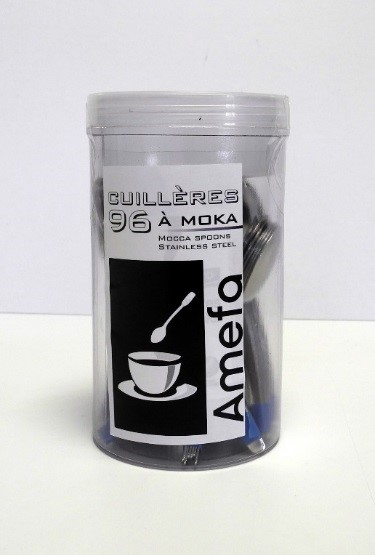 CUILLÈRES
96 À MOKA
MOCCA SPOONS
STAINLESS STEEL
Amefa